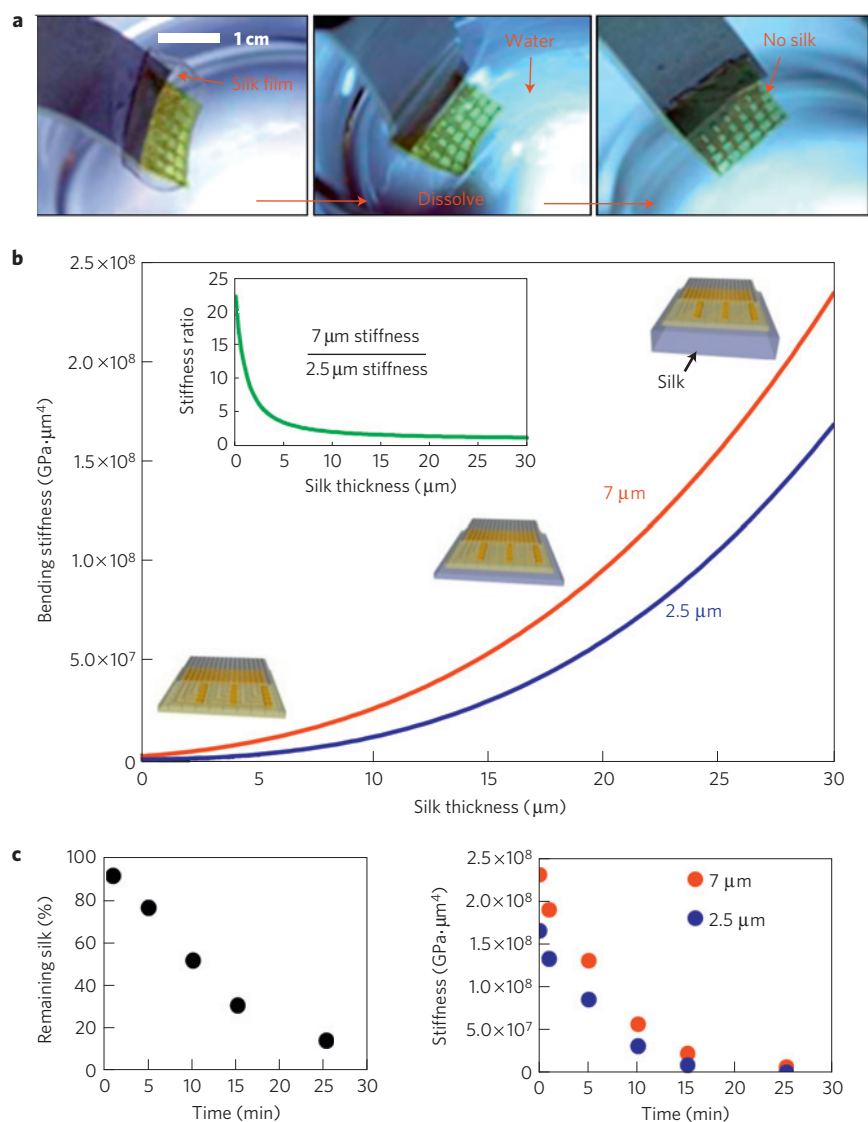 a
1 cm
Silk film
Water
No silk
Dissolve
b
2.5×10⁸
2.0×10⁸
1.5×10⁸
1.0×10⁸
5.0×10⁷
0
Bending stiffness (GPa·µm⁴)
0 5 10 15 20 25 30
Silk thickness (µm)
25
20
15
10
5
0
Stiffness ratio
7 µm stiffness
2.5 µm stiffness
0 5 10 15 20 25 30
Silk thickness (µm)
Silk
7 µm
2.5 µm
c
100
80
60
40
20
0
Remaining silk (%)
0 5 10 15 20 25 30
Time (min)
2.5×10⁸
2.0×10⁸
1.5×10⁸
1.0×10⁸
5.0×10⁷
0
Stiffness (GPa·µm⁴)
7 µm
2.5 µm
0 5 10 15 20 25 30
Time (min)